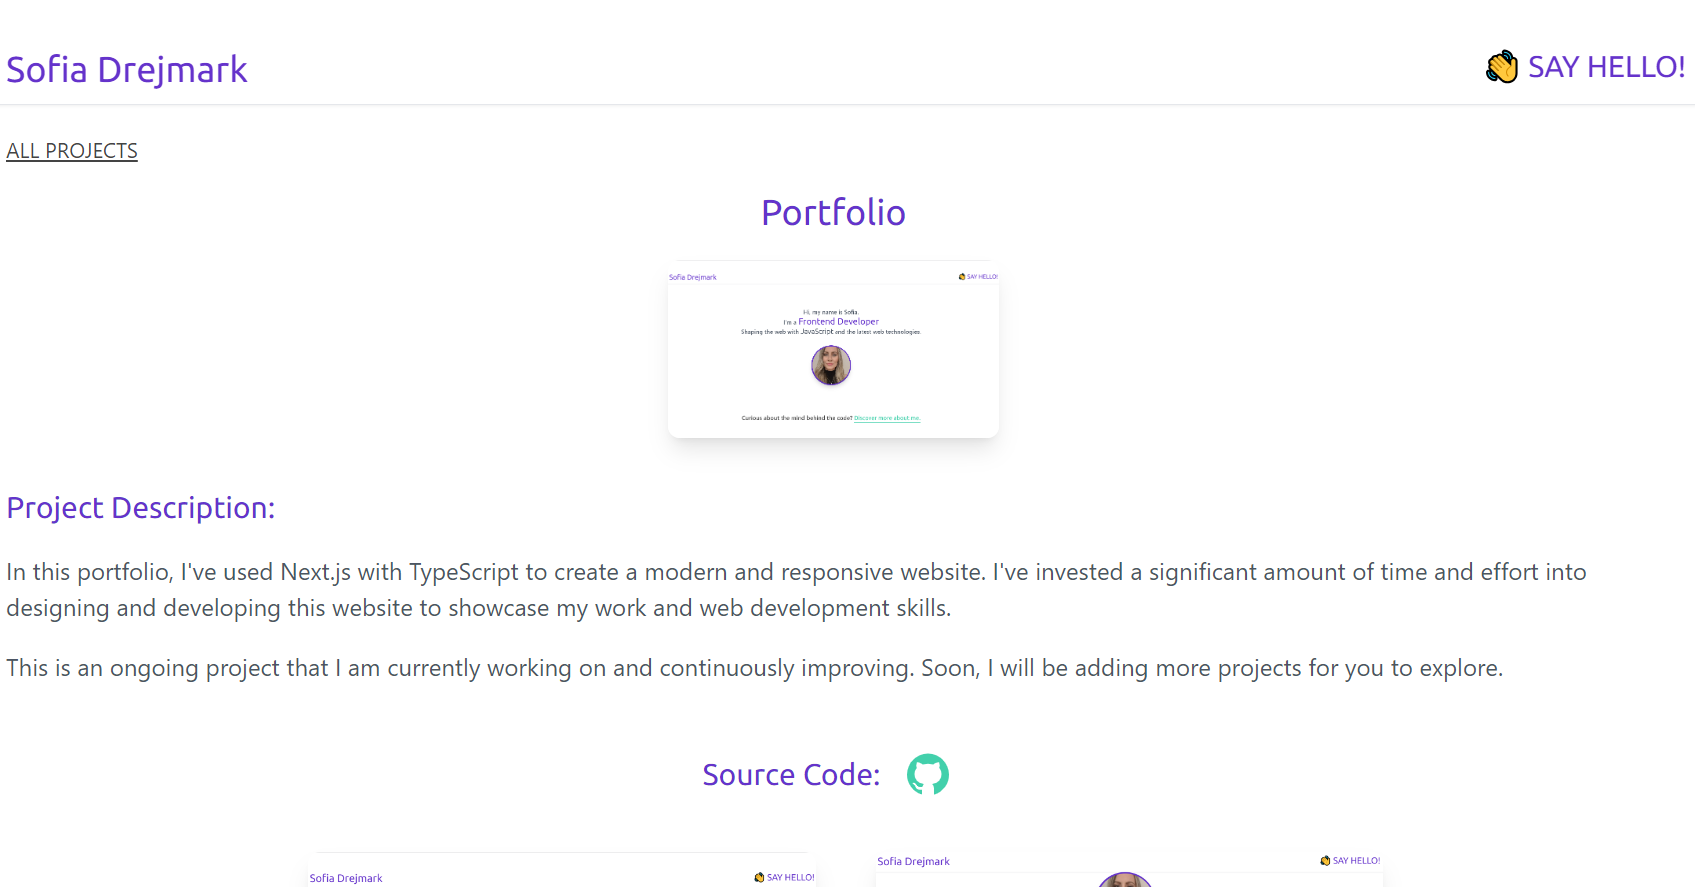 Sofia Drejmark
SAY HELLO!
ALL PROJECTS
Portfolio
Sofia Drejmark
SAY HELLO!
Hi, my name is Sofia.
I'm a Frontend Developer
Shaping the web with JavaScript and the latest web technologies.
Curious about the mind behind the code? Discover more about me.
Project Description:
In this portfolio, I've used Next.js with TypeScript to create a modern and responsive website. I've invested a significant amount of time and effort into
designing and developing this website to showcase my work and web development skills.
This is an ongoing project that I am currently working on and continuously improving. Soon, I will be adding more projects for you to explore.
Source Code:
Sofia Drejmark
SAY HELLO!
Sofia Drejmark
SAY HELLO!